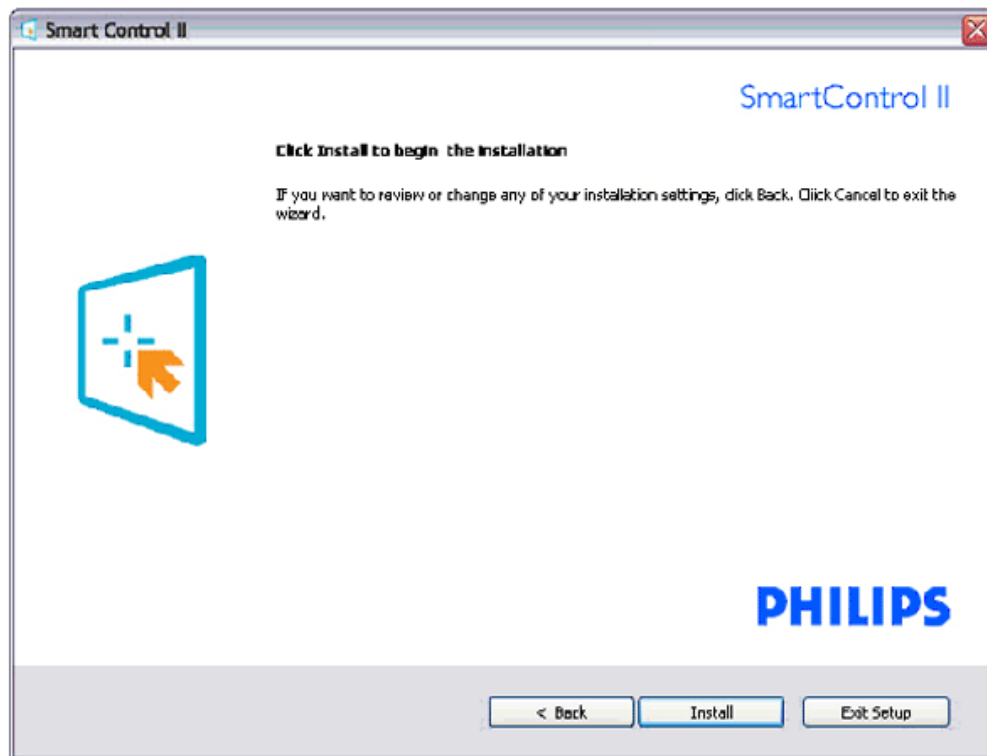 Smart Control II
SmartControl II
Click Install to begin the installation
If you want to review or change any of your installation settings, click Back. Click Cancel to exit the
wizard.
PHILIPS
< Back
Install
Exit Setup